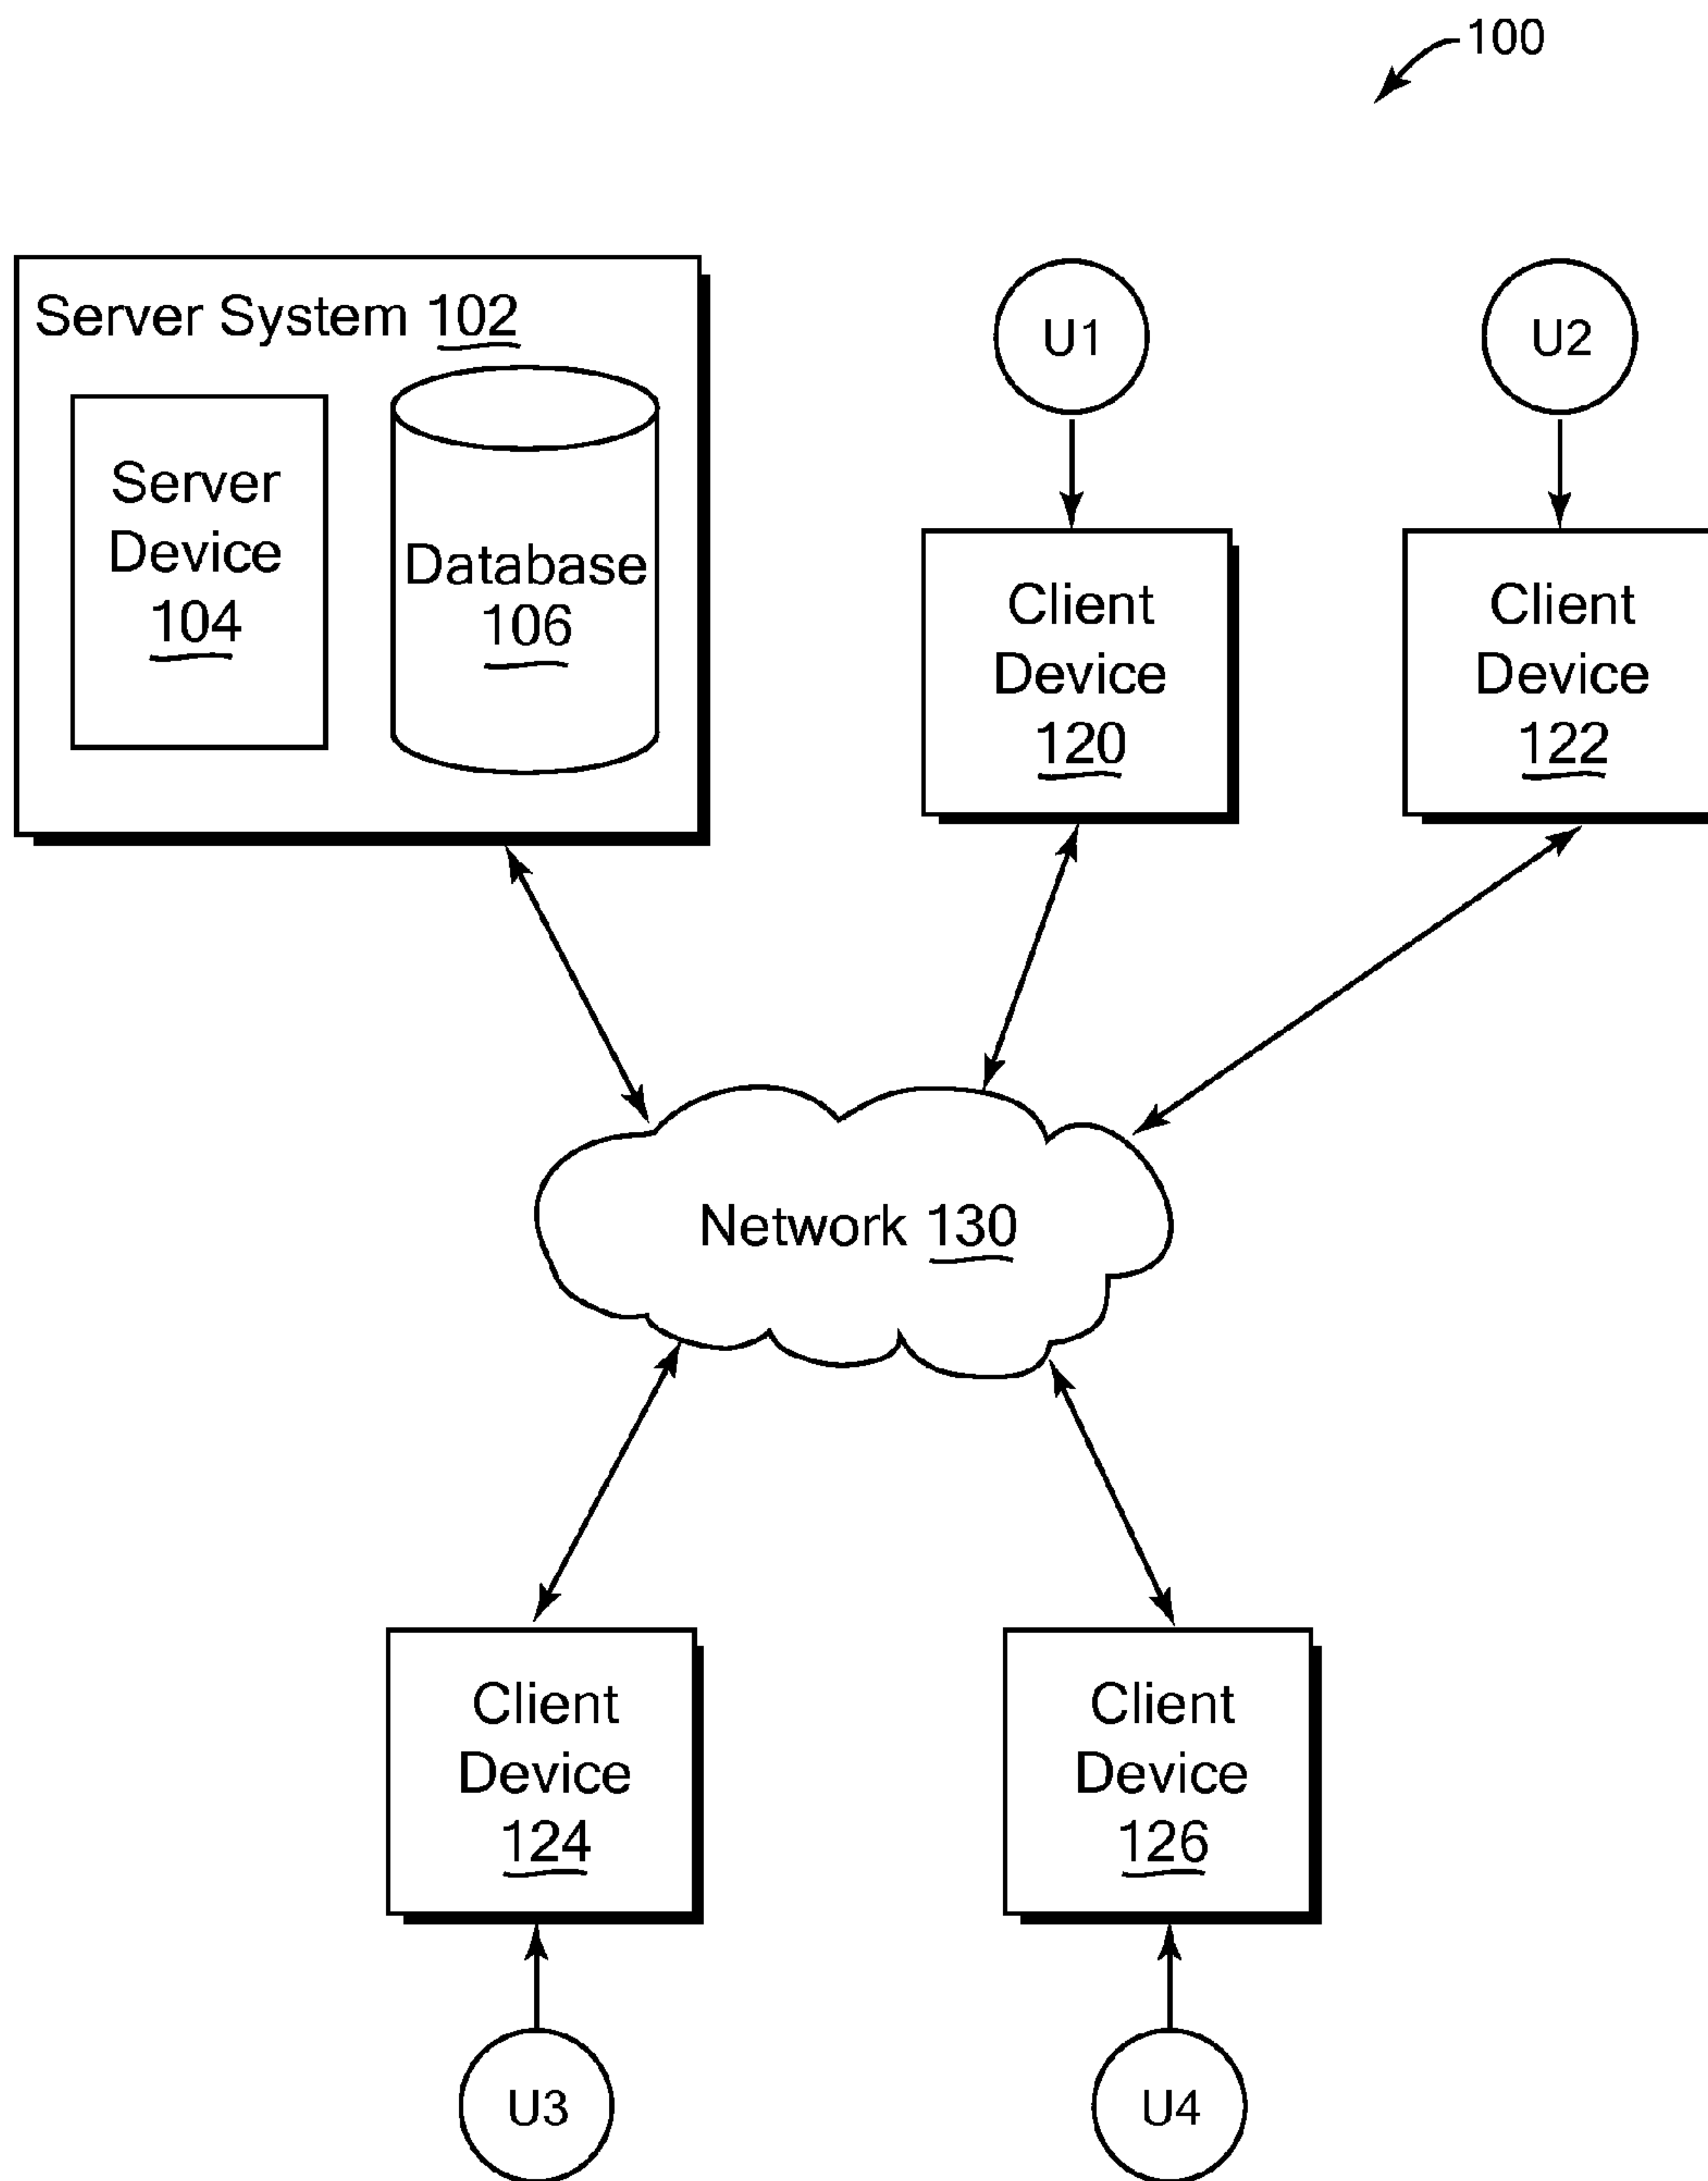 100
Server System 102
Server
Device
104
Database
106
U1
U2
Client
Device
120
Client
Device
122
Network 130
Client
Device
124
Client
Device
126
U3
U4